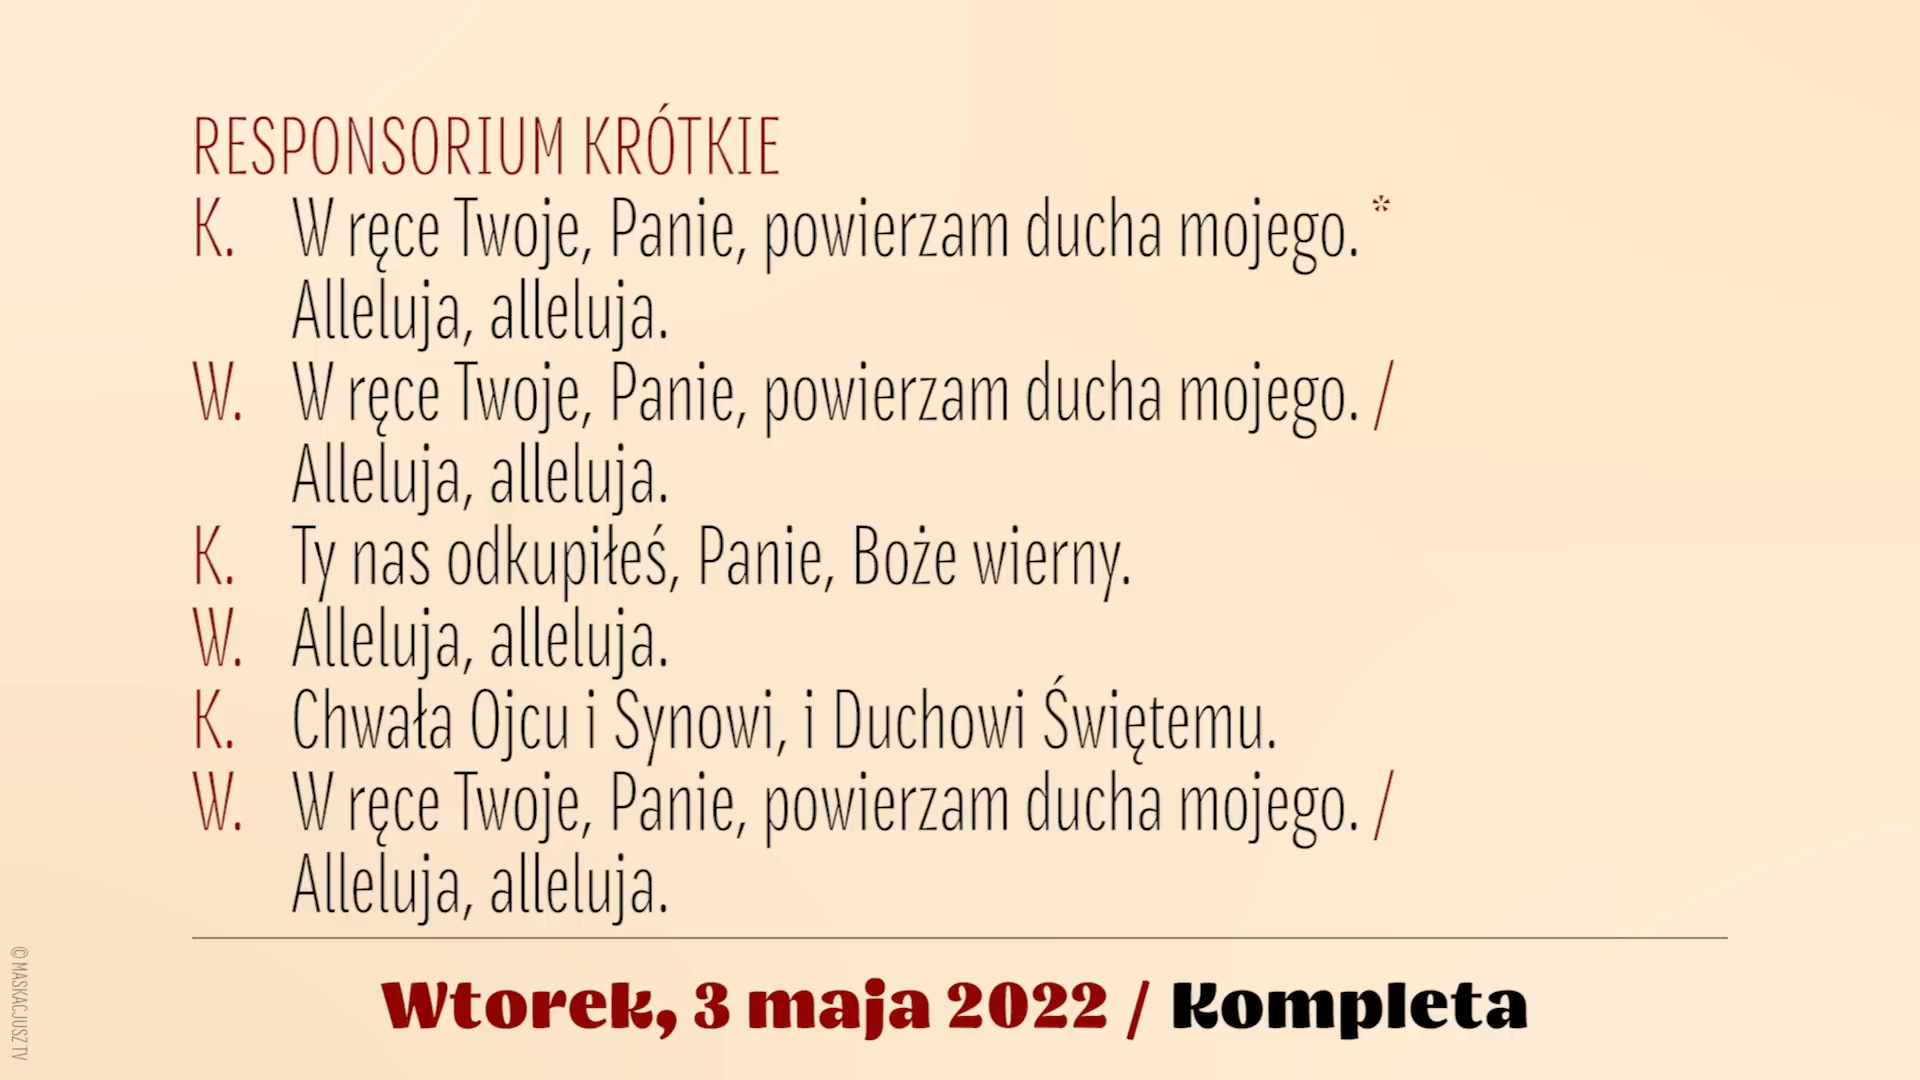 RESPONSORIUM KRÓTKIE
K. W ręce Twoje, Panie, powierzam ducha mojego. *
Alleluja, alleluja.
W. W ręce Twoje, Panie, powierzam ducha mojego. /
Alleluja, alleluja.
K. Ty nas odkupiłeś, Panie, Boże wierny.
W. Alleluja, alleluja.
K. Chwała Ojcu i Synowi, i Duchowi Świętemu.
W. W ręce Twoje, Panie, powierzam ducha mojego. /
Alleluja, alleluja.
Wtorek, 3 maja 2022 / Kompleta
© MASKACJUSZ TV